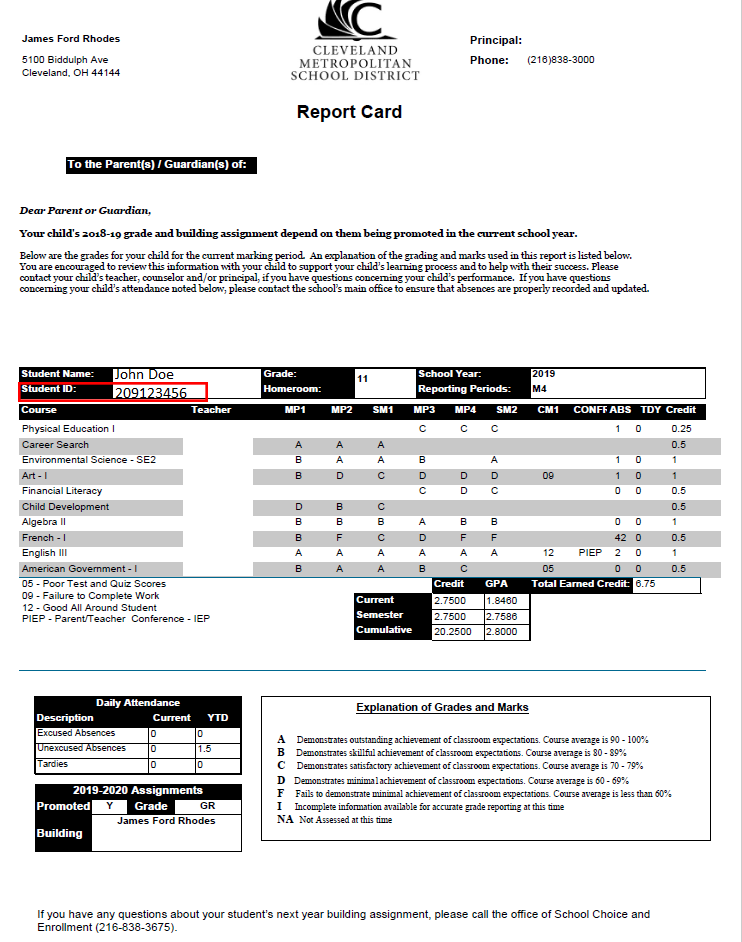 James Ford Rhodes
5100 Biddulph Ave
Cleveland, OH 44144
CLEVELAND
METROPOLITAN
SCHOOL DISTRICT
Principal:
Phone: (216)838-3000
Report Card
To the Parent(s) / Guardian(s) of:
Dear Parent or Guardian,
Your child's 2018-19 grade and building assignment depend on them being promoted in the current school year.
Below are the grades for your child for the current marking period. An explanation of the grading and marks used in this report is listed below.
You are encouraged to review this information with your child to support your child's learning process and to help with their success. Please
contact your child's teacher, counselor and/or principal, if you have questions concerning your child's performance. If you have questions
concerning your child's attendance noted below, please contact the school's main office to ensure that absences are properly recorded and updated.
Student Name: John Doe Grade: 11 School Year: 2019
Student ID: 209123456 Homeroom: Reporting Periods: M4
Course Teacher MP1 MP2 SM1 MP3 MP4 SM2 CM1 CONFF ABS TDY Credit
Physical Education I C C C 1 0 0.25
Career Search A A A 0.5
Environmental Science - SE2 B A A B A 1 0 1
Art - I B D C D D D 09 1 0 1
Financial Literacy C D C 0 0 0.5
Child Development D B C 0.5
Algebra II B B B A B B 0 0 1
French - I B F C D F F 42 0 0.5
English III A A A A A A 12 PIEP 2 0 1
American Government - I B A A B C 05 0 0 0.5
05 - Poor Test and Quiz Scores
09 - Failure to Complete Work
12 - Good All Around Student
PIEP - Parent/Teacher Conference - IEP
Credit GPA Total Earned Credit: 6.75
Current 2.7500 1.8460
Semester 2.7500 2.7586
Cumulative 20.2500 2.8000
Daily Attendance
Description Current YTD
Excused Absences 0 0
Unexcused Absences 0 1.5
Tardies 0 0
2019-2020 Assignments
Promoted Y Grade GR
Building James Ford Rhodes
Explanation of Grades and Marks
A Demonstrates outstanding achievement of classroom expectations. Course average is 90 - 100%
B Demonstrates skillful achievement of classroom expectations. Course average is 80 - 89%
C Demonstrates satisfactory achievement of classroom expectations. Course average is 70 - 79%
D Demonstrates minimal achievement of classroom expectations. Course average is 60 - 69%
F Fails to demonstrate minimal achievement of classroom expectations. Course average is less than 60%
I Incomplete information available for accurate grade reporting at this time
NA Not Assessed at this time
If you have any questions about your student's next year building assignment, please call the office of School Choice and
Enrollment (216-838-3675).